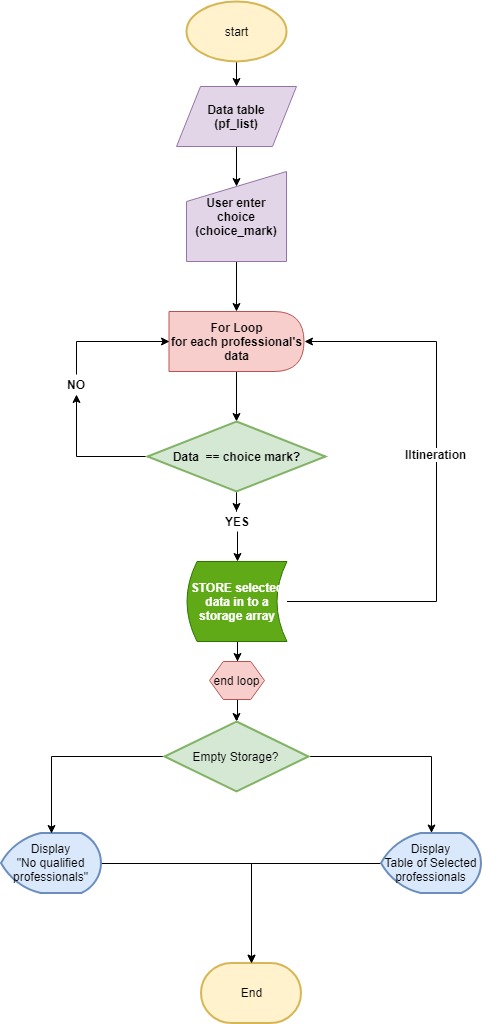 start
Data table
(pf_list)
User enter
choice
(choice_mark)
For Loop
for each professional's
data
NO
Data == choice mark?
IItineration
YES
STORE selected
data in to a
storage array
end loop
Empty Storage?
Display
"No qualified
professionals"
Display
Table of Selected
professionals
End